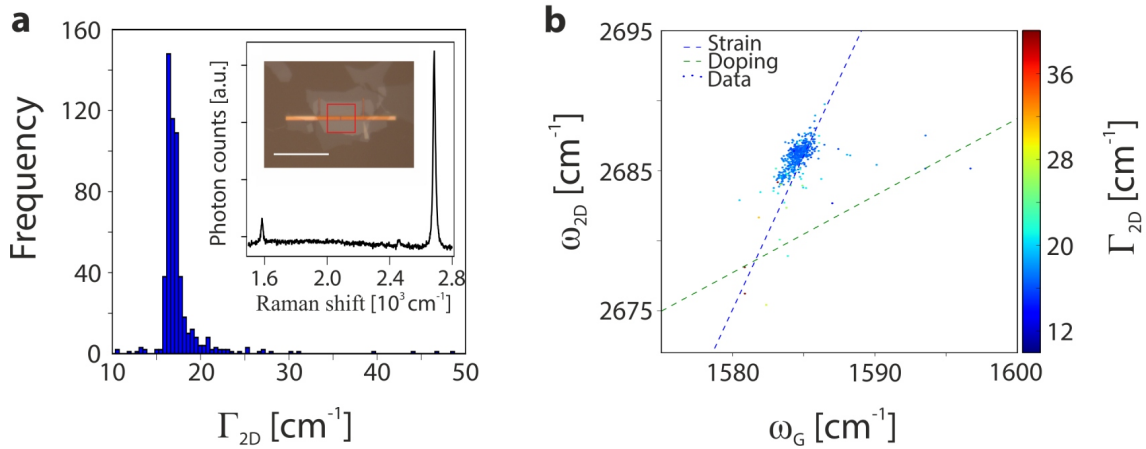 a
160
120
80
40
0
Frequency
10 20 30 40 50
Γ2D [cm-1]
Photon counts [a.u.]
1.6 2.0 2.4 2.8
Raman shift [10³ cm-1]
b
2695
2685
2675
ω2D [cm-1]
Strain
Doping
Data
1580 1590 1600
ωG [cm-1]
36
28
20
12
Γ2D [cm-1]